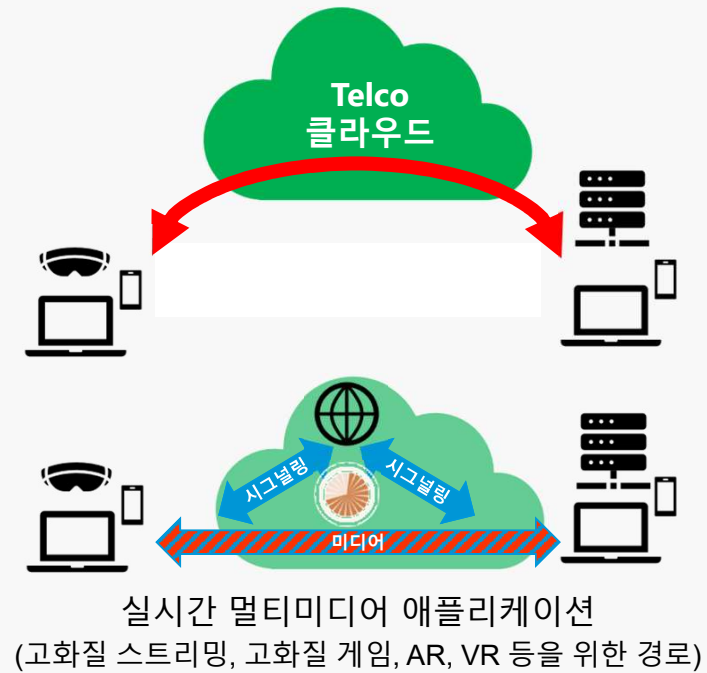 Telco
클라우드
시그널링
시그널링
미디어
실시간 멀티미디어 애플리케이션
(고화질 스트리밍, 고화질 게임, AR, VR 등을 위한 경로)